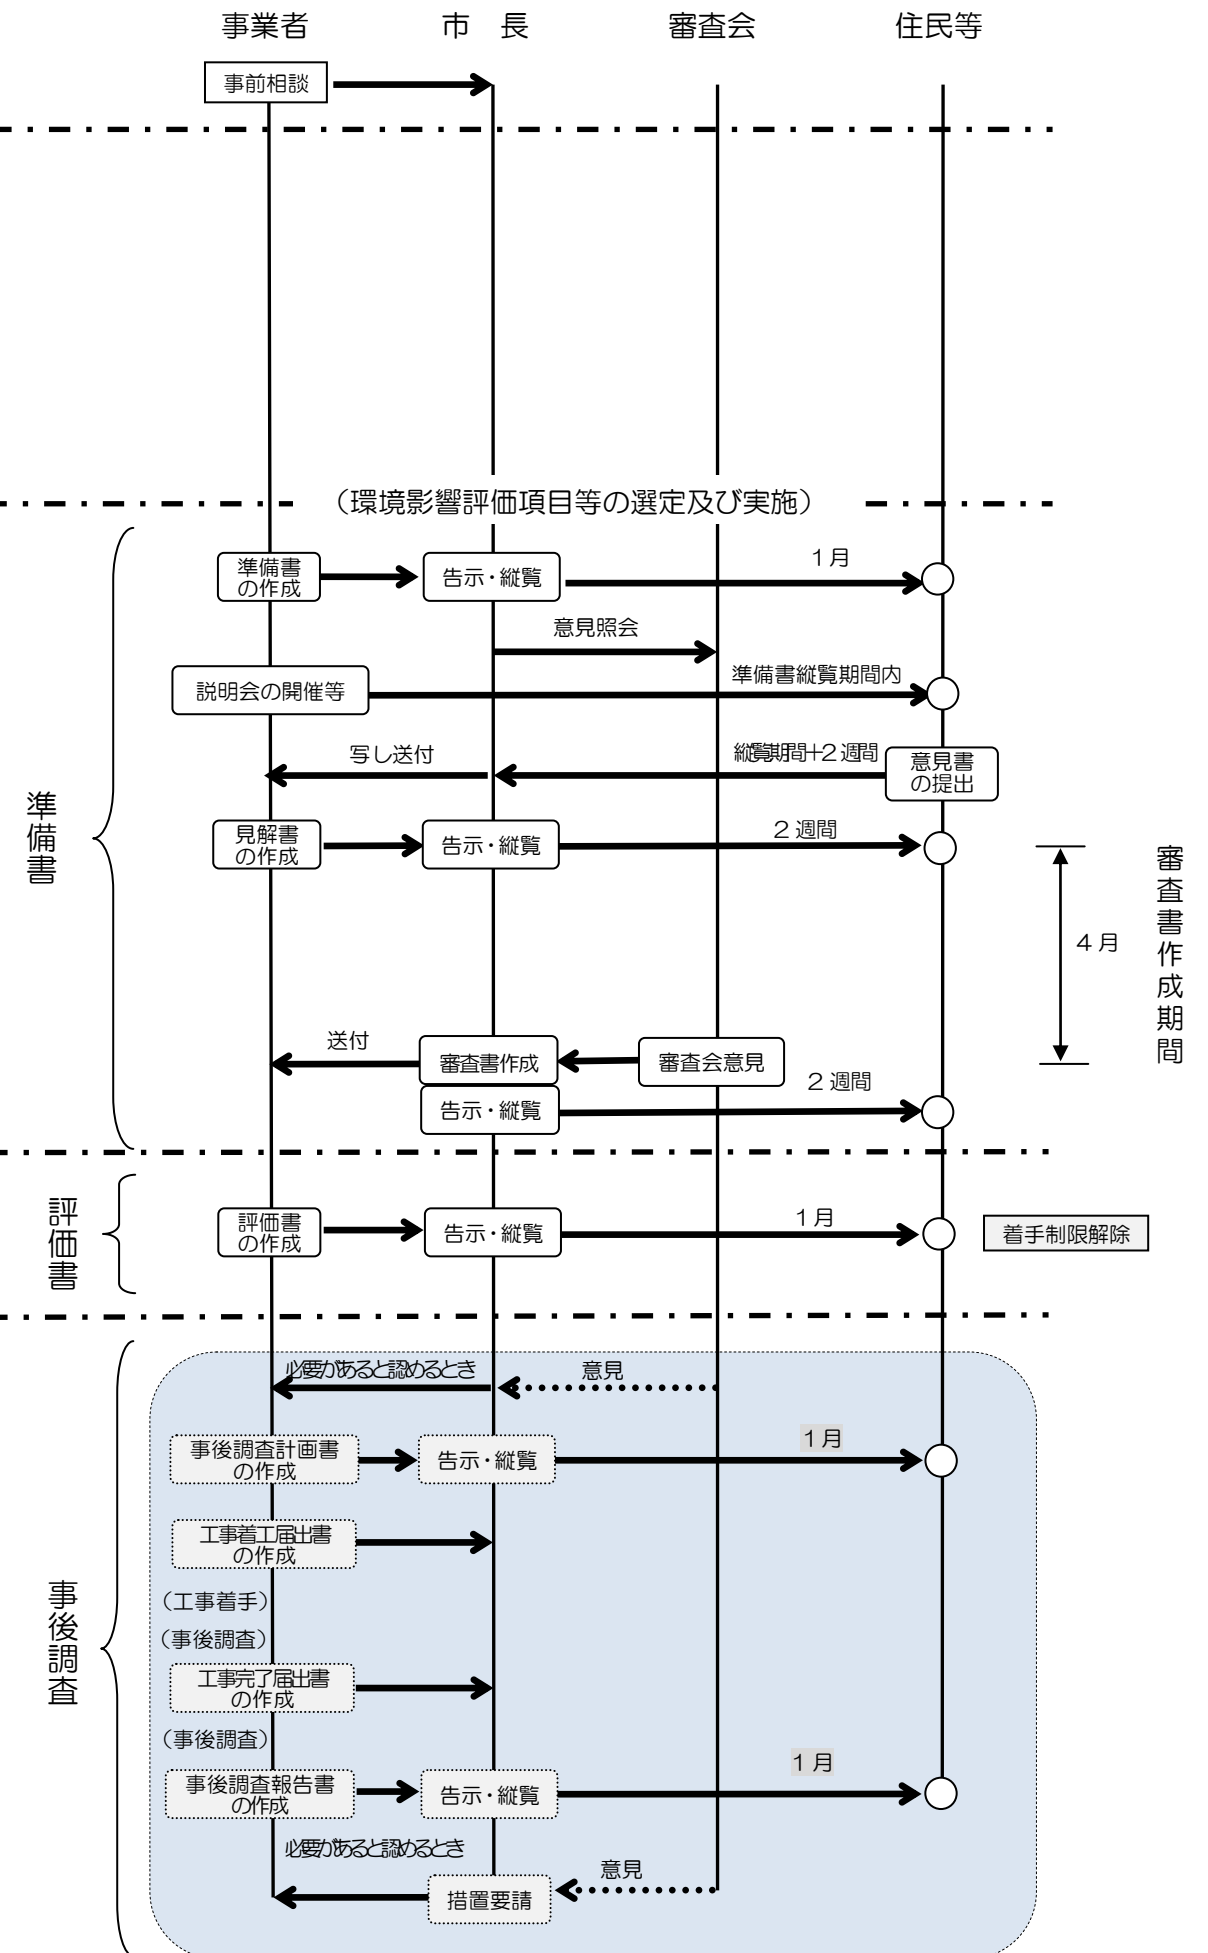 事業者　市　長　審査会　住民等
事前相談
（環境影響評価項目等の選定及び実施）
準備書
準備書
の作成
告示・縦覧
１月
意見照会
説明会の開催等
準備書縦覧期間内
写し送付
縦覧期間＋２週間
意見書
の提出
見解書
の作成
告示・縦覧
２週間
４月
審査書作成期間
送付
審査書作成
審査会意見
告示・縦覧
２週間
評価書
評価書
の作成
告示・縦覧
１月
着手制限解除
事後調査
必要があると認めるとき
意見
事後調査計画書
の作成
告示・縦覧
１月
工事着工届出書
の作成
（工事着手）
（事後調査）
工事完了届出書
の作成
（事後調査）
事後調査報告書
の作成
告示・縦覧
１月
必要があると認めるとき
意見
措置要請